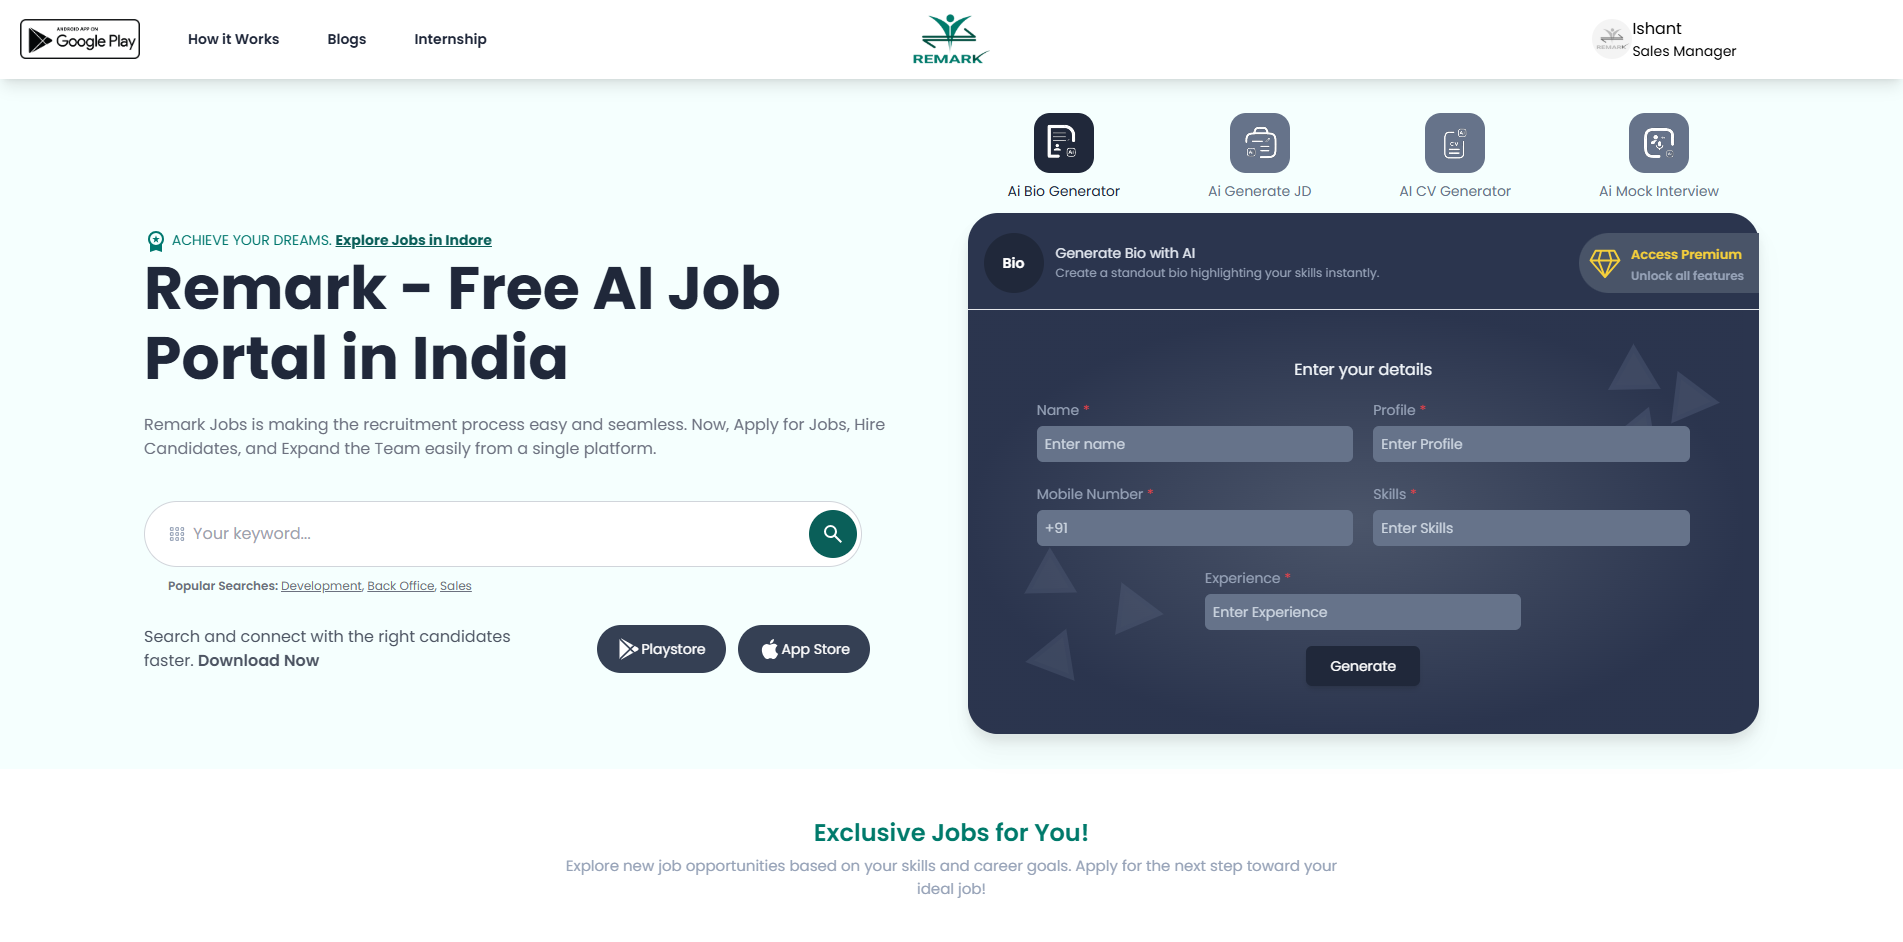 ANDROID APP ON
Google Play
How it Works
Blogs
Internship
REMARK
REMARK
Ishant
Sales Manager
Ai Bio Generator
Ai Generate JD
AI CV Generator
Ai Mock Interview
ACHIEVE YOUR DREAMS. Explore Jobs in Indore
Remark - Free AI Job
Portal in India
Remark Jobs is making the recruitment process easy and seamless. Now, Apply for Jobs, Hire
Candidates, and Expand the Team easily from a single platform.
Your keyword...
Popular Searches: Development, Back Office, Sales
Search and connect with the right candidates
faster. Download Now
Playstore
App Store
Bio
Generate Bio with AI
Create a standout bio highlighting your skills instantly.
Access Premium
Unlock all features
Enter your details
Name *
Enter name
Profile *
Enter Profile
Mobile Number *
+91
Skills *
Enter Skills
Experience *
Enter Experience
Generate
Exclusive Jobs for You!
Explore new job opportunities based on your skills and career goals. Apply for the next step toward your
ideal job!